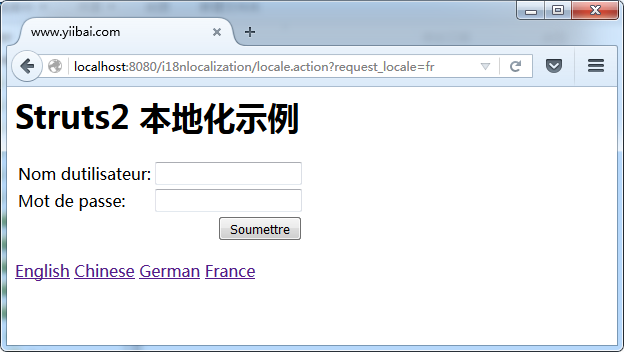 www.yiibai.com
localhost:8080/i18nlocalization/locale.action?request_locale=fr
Struts2 本地化示例
Nom dutilisateur:
Mot de passe:
Soumettre
English Chinese German France